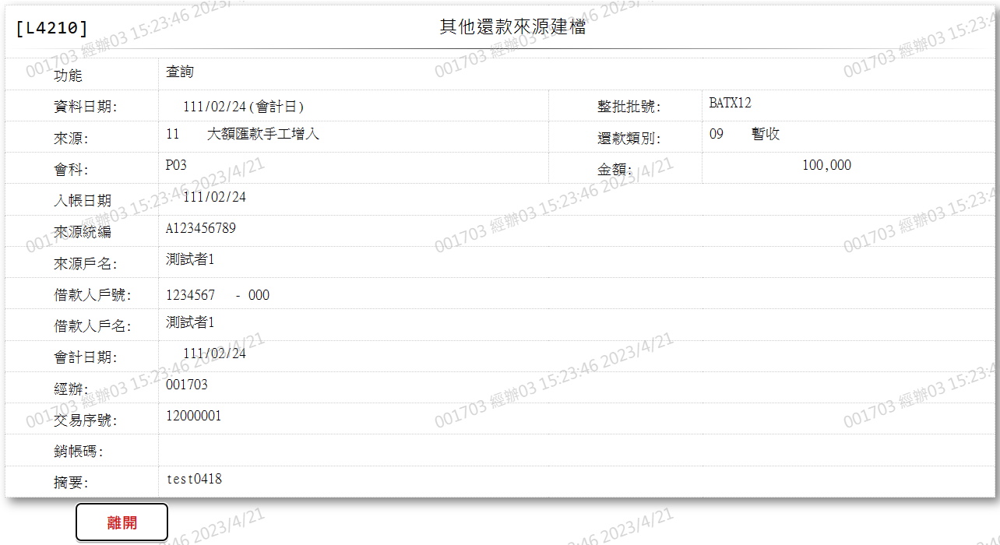 [L4210] 其他還款來源建檔
功能 查詢
資料日期: 111/02/24(會計日) 整批批號: BATX12
來源: 11 大額匯款手工增入 還款類別: 09 暫收
會科: P03 金額: 100,000
入帳日期 111/02/24
來源統編 A123456789
來源戶名: 測試者1
借款人戶號: 1234567 - 000
借款人戶名: 測試者1
會計日期: 111/02/24
經辦: 001703
交易序號: 12000001
銷帳碼:
摘要: test0418
離開
001703 經辦03 15:23:46 2023/4/21